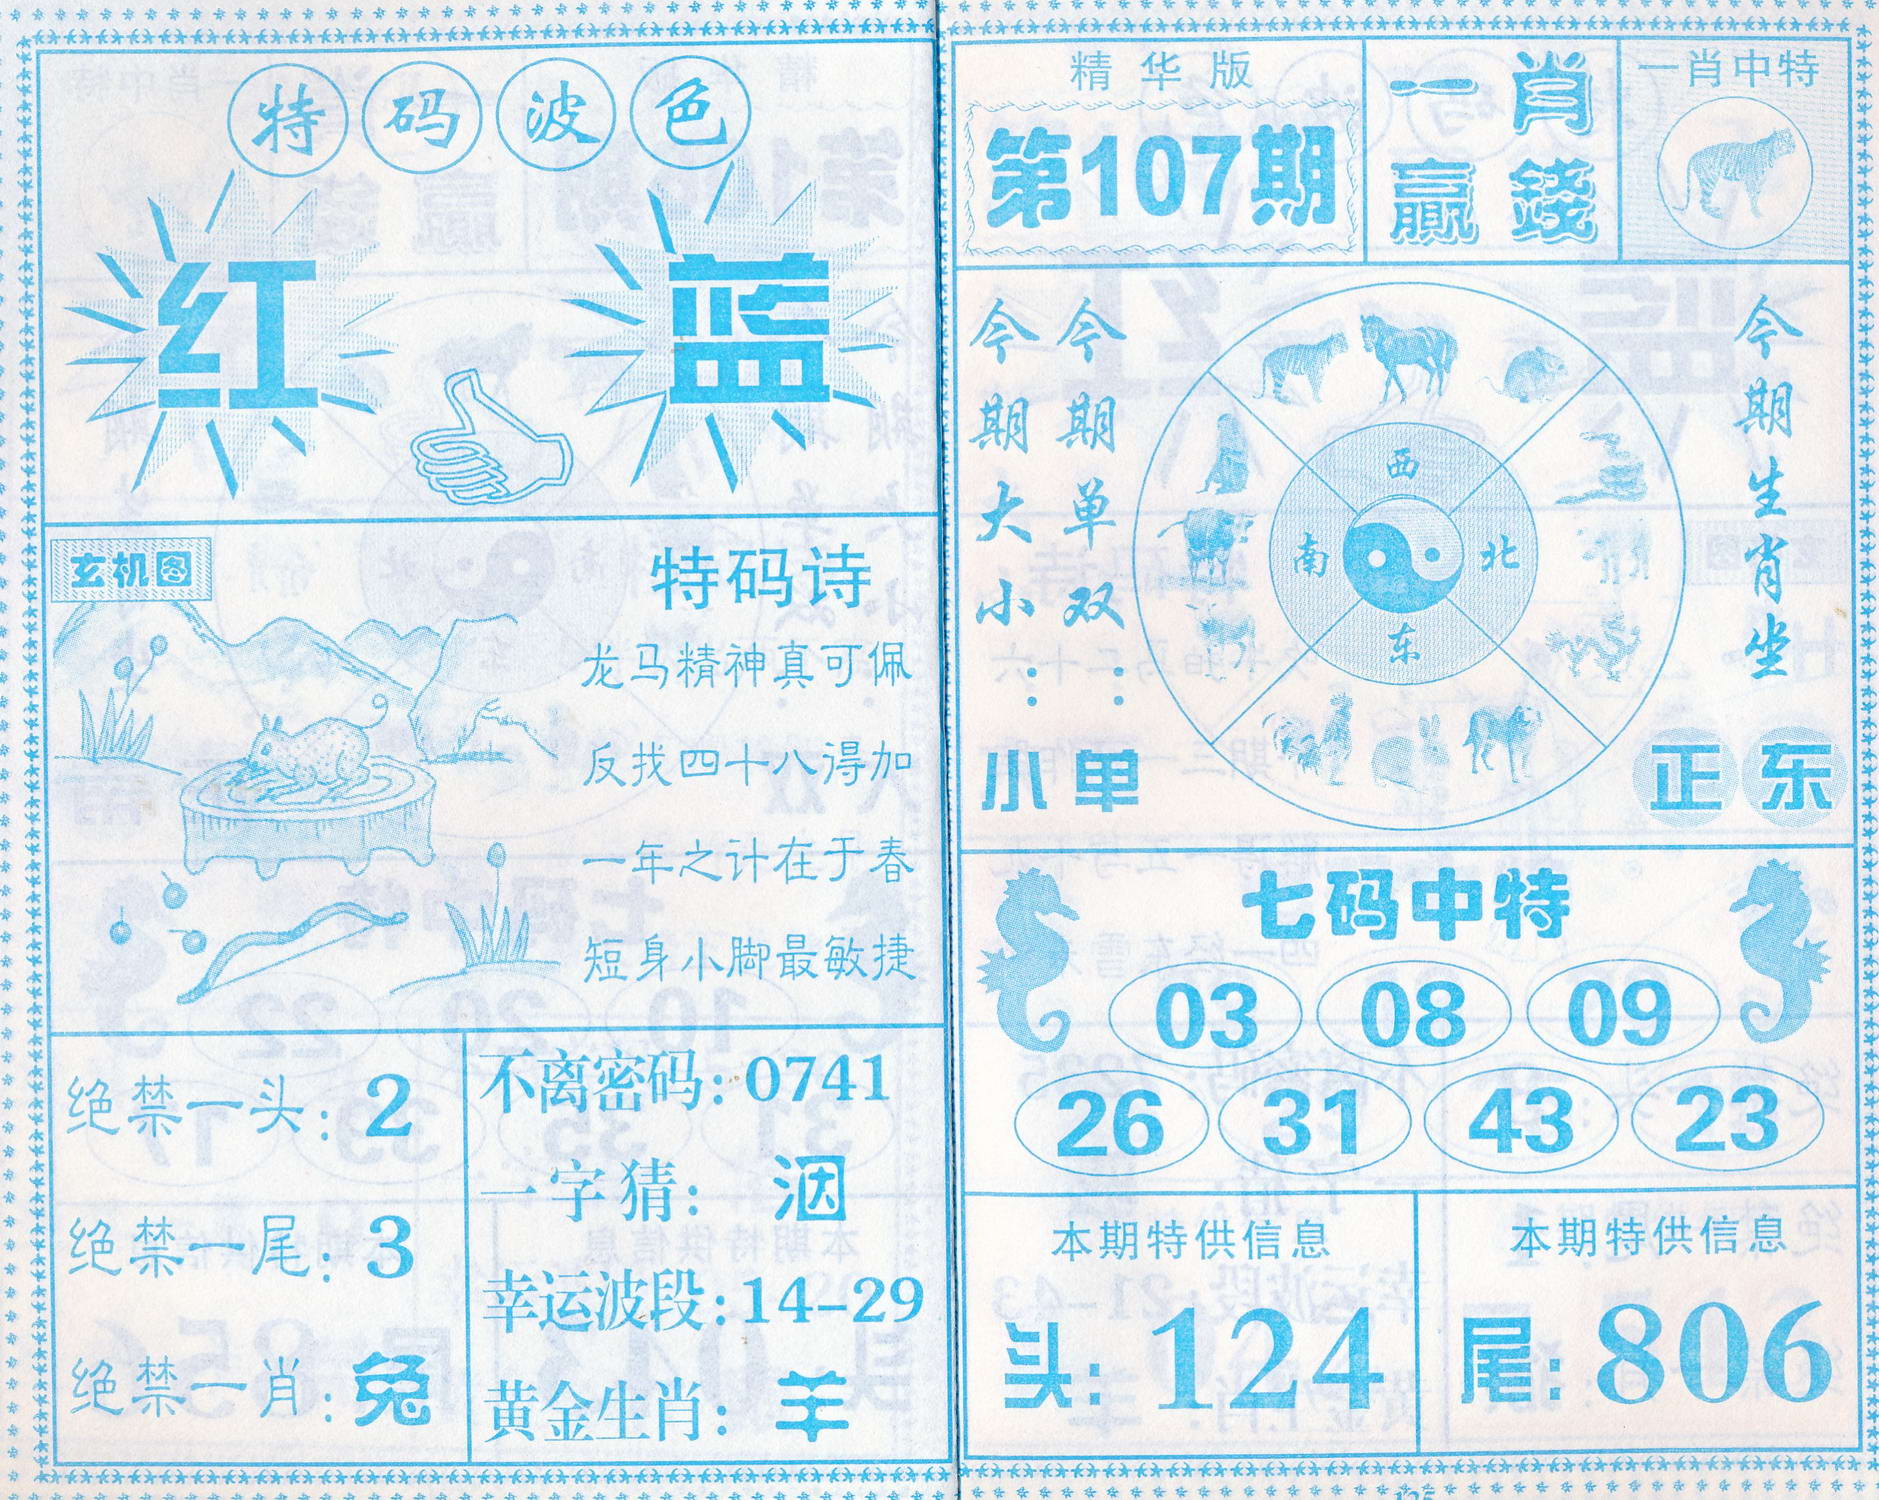 特码波色
红 蓝
玄机图
特码诗
龙马精神真可佩
反找四十八得加
一年之计在于春
短身小脚最敏捷
绝禁一头:2
绝禁一尾:3
绝禁一肖:兔
不离密码:0741
一字猜:洇
幸运波段:14-29
黄金生肖:羊
精华版
第107期
一肖
赢錢
一肖中特
今期大小:小
今期单双:单
西
南 北
东
今期生肖坐
正东
七码中特
03 08 09
26 31 43 23
本期特供信息
头:124
本期特供信息
尾:806